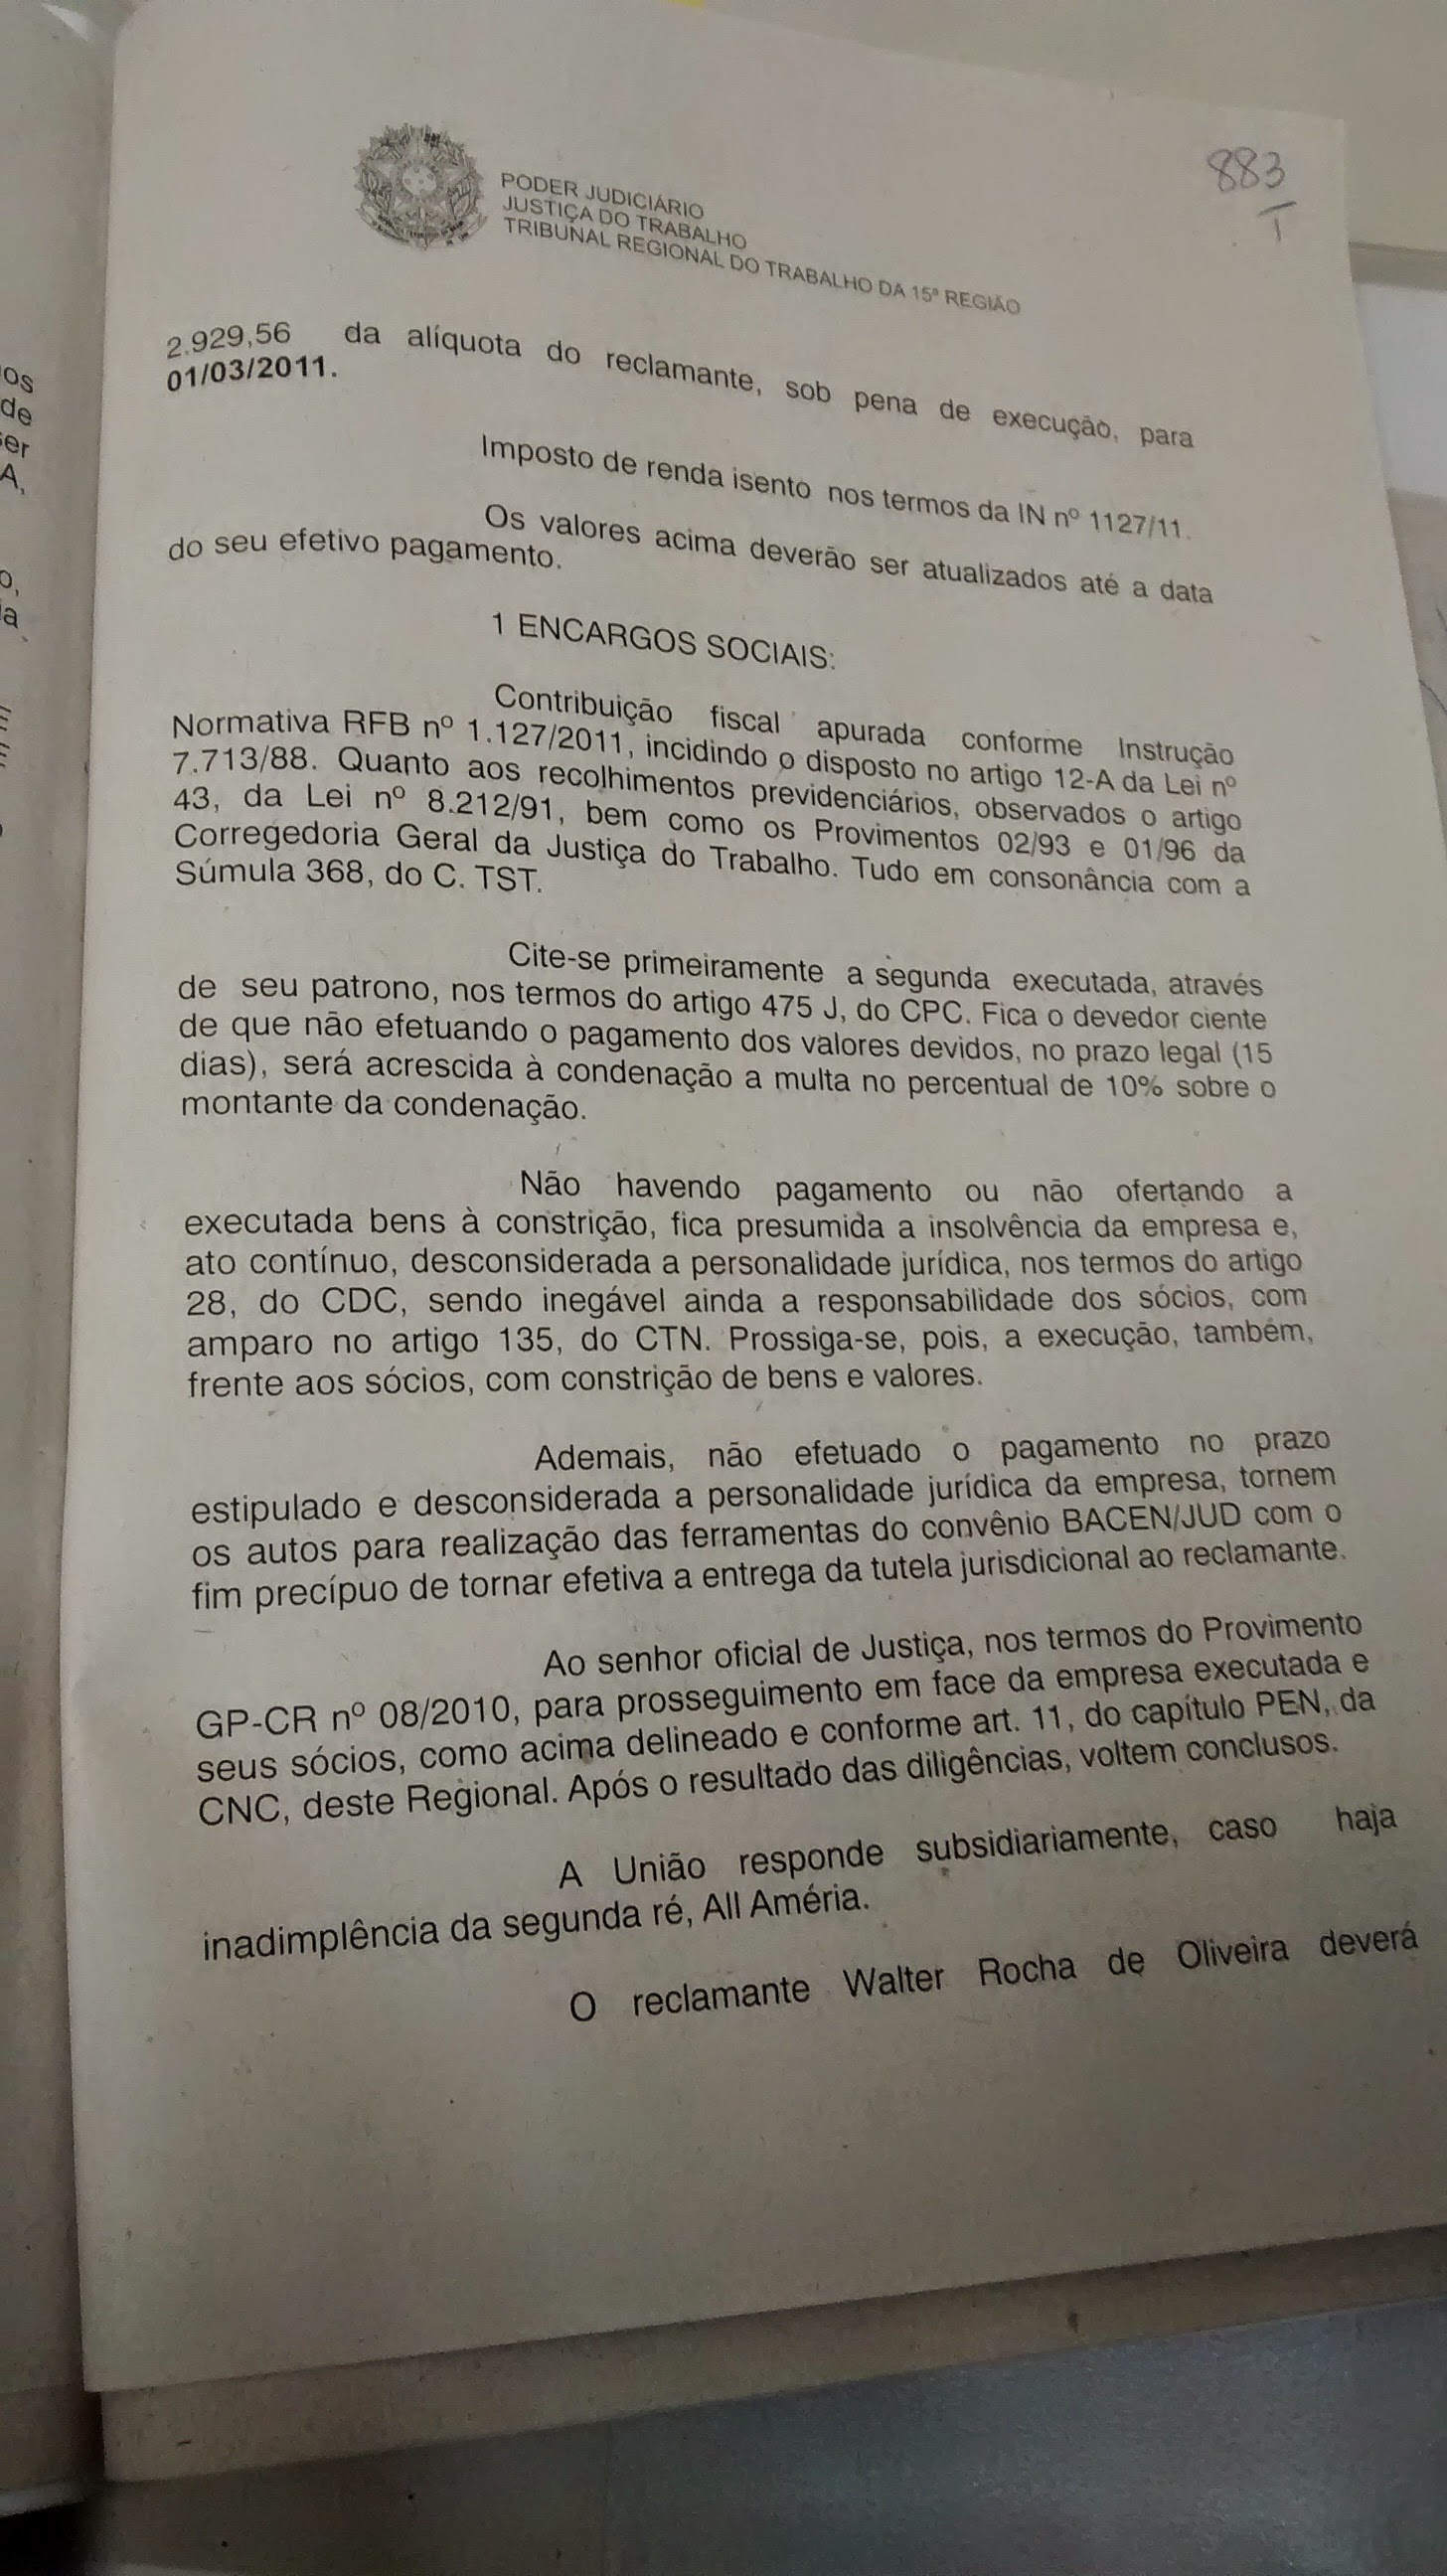 883
T
PODER JUDICIÁRIO
JUSTIÇA DO TRABALHO
TRIBUNAL REGIONAL DO TRABALHO DA 15ª REGIÃO
2.929,56 da alíquota do reclamante, sob pena de execução, para
01/03/2011.
Imposto de renda isento nos termos da IN nº 1127/11.
Os valores acima deverão ser atualizados até a data
do seu efetivo pagamento.
1 ENCARGOS SOCIAIS:
Contribuição fiscal apurada conforme Instrução
Normativa RFB nº 1.127/2011, incidindo o disposto no artigo 12-A da Lei nº
7.713/88. Quanto aos recolhimentos previdenciários, observados o artigo
43, da Lei nº 8.212/91, bem como os Provimentos 02/93 e 01/96 da
Corregedoria Geral da Justiça do Trabalho. Tudo em consonância com a
Súmula 368, do C. TST.
Cite-se primeiramente a segunda executada, através
de seu patrono, nos termos do artigo 475 J, do CPC. Fica o devedor ciente
de que não efetuando o pagamento dos valores devidos, no prazo legal (15
dias), será acrescida à condenação a multa no percentual de 10% sobre o
montante da condenação.
Não havendo pagamento ou não ofertando a
executada bens à constrição, fica presumida a insolvência da empresa e,
ato contínuo, desconsiderada a personalidade jurídica, nos termos do artigo
28, do CDC, sendo inegável ainda a responsabilidade dos sócios, com
amparo no artigo 135, do CTN. Prossiga-se, pois, a execução, também,
frente aos sócios, com constrição de bens e valores.
Ademais, não efetuado o pagamento no prazo
estipulado e desconsiderada a personalidade jurídica da empresa, tornem
os autos para realização das ferramentas do convênio BACEN/JUD com o
fim precípuo de tornar efetiva a entrega da tutela jurisdicional ao reclamante.
Ao senhor oficial de Justiça, nos termos do Provimento
GP-CR nº 08/2010, para prosseguimento em face da empresa executada e
seus sócios, como acima delineado e conforme art. 11, do capítulo PEN, da
CNC, deste Regional. Após o resultado das diligências, voltem conclusos.
A União responde subsidiariamente, caso haja
inadimplência da segunda ré, All Améria.
O reclamante Walter Rocha de Oliveira deverá